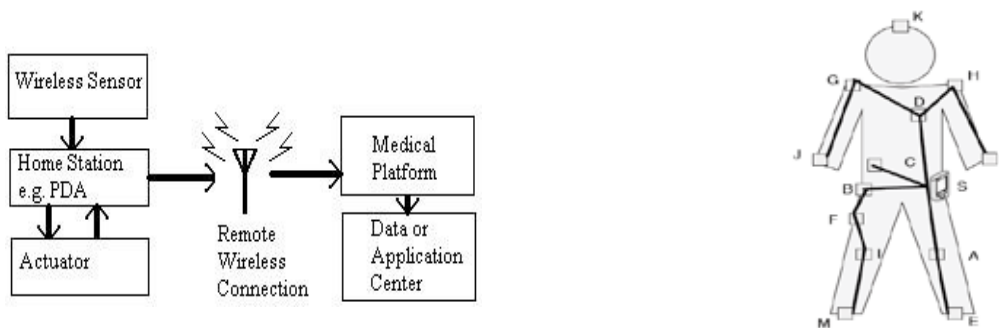 Wireless Sensor
Home Station
e.g. PDA
Actuator
Remote
Wireless
Connection
Medical
Platform
Data or
Application
Center
K
G
H
D
J
C
B
S
F
I
A
M
E